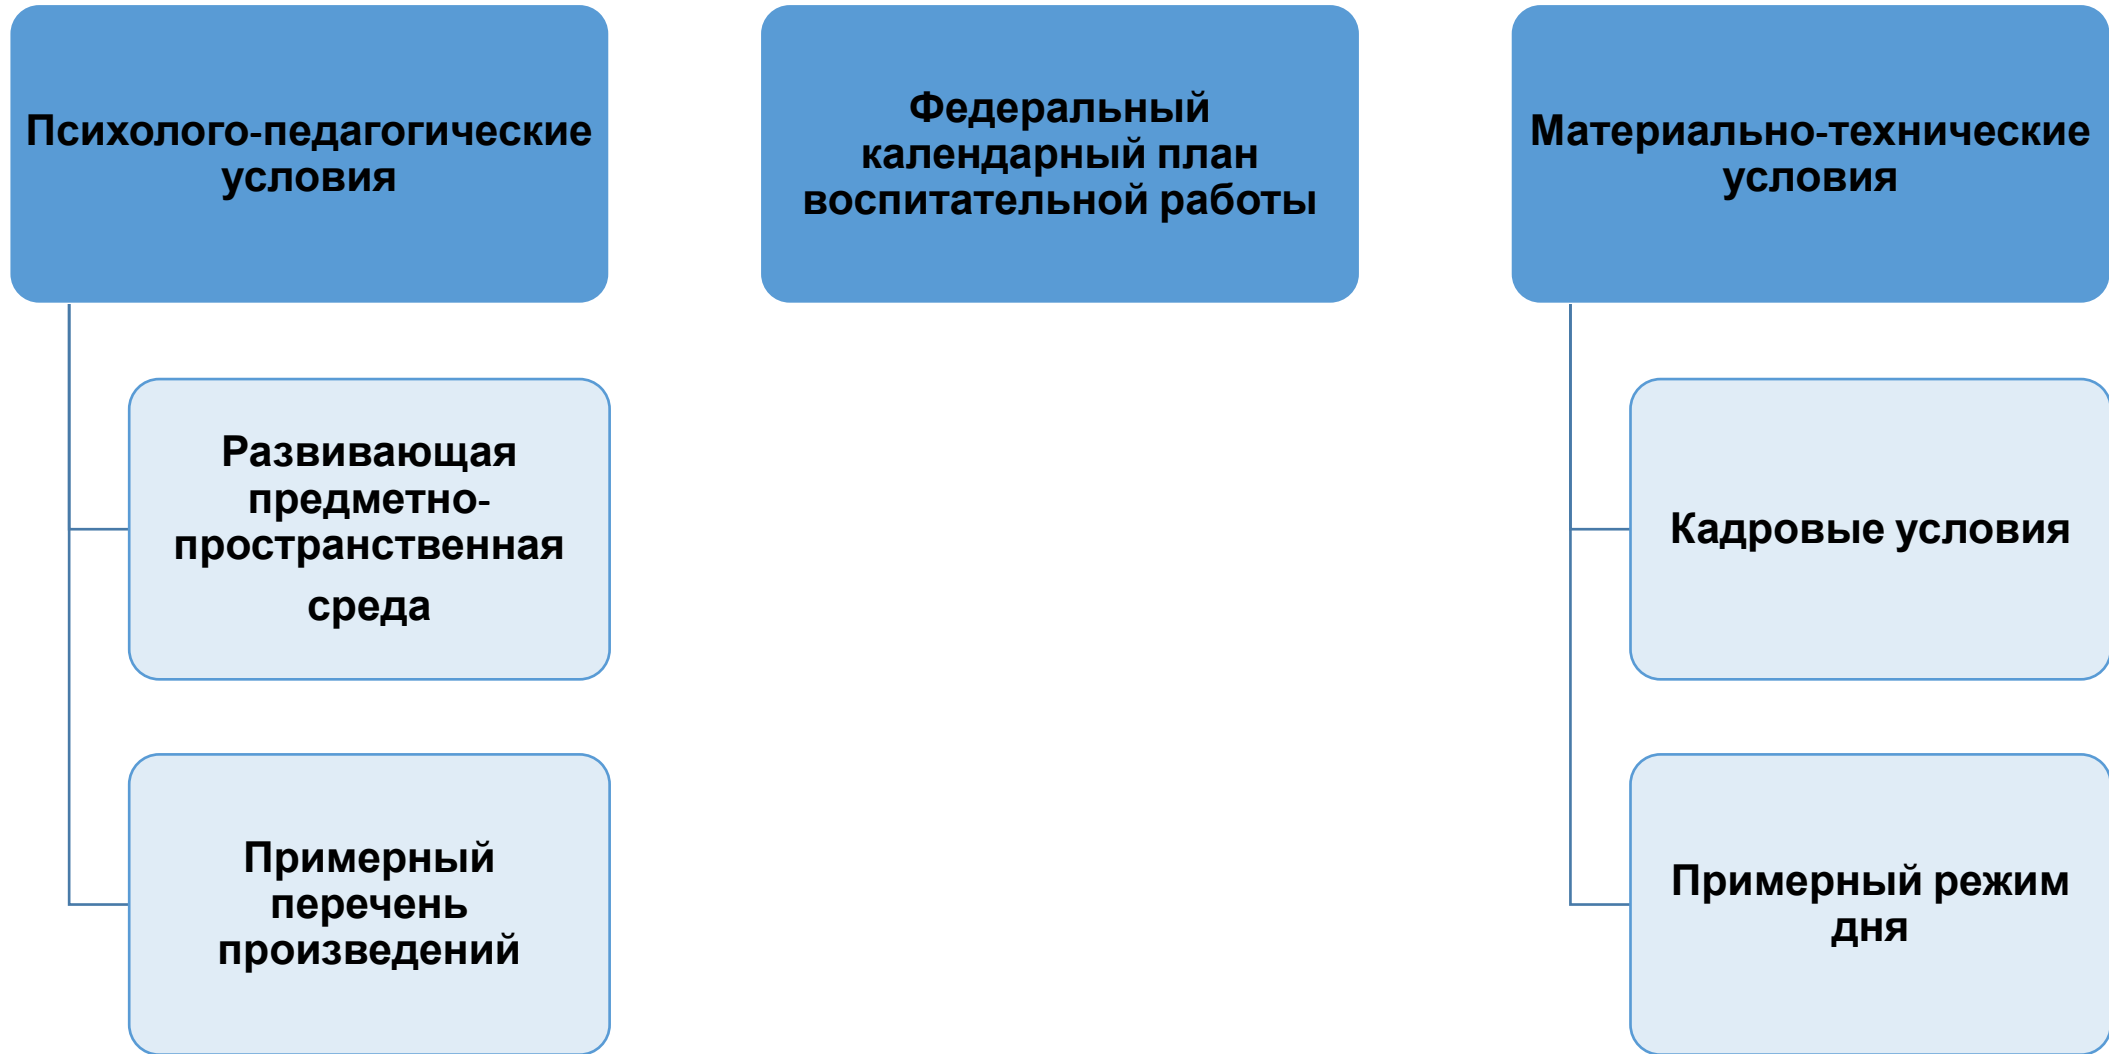 Психолого-педагогические
условия
Федеральный
календарный план
воспитательной работы
Материально-технические
условия
Развивающая
предметно-
пространственная
среда
Кадровые условия
Примерный
перечень
произведений
Примерный режим
дня